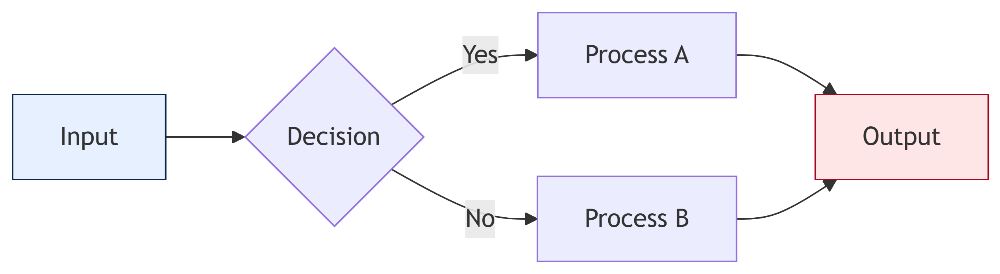 Input
Decision
Yes
No
Process A
Process B
Output